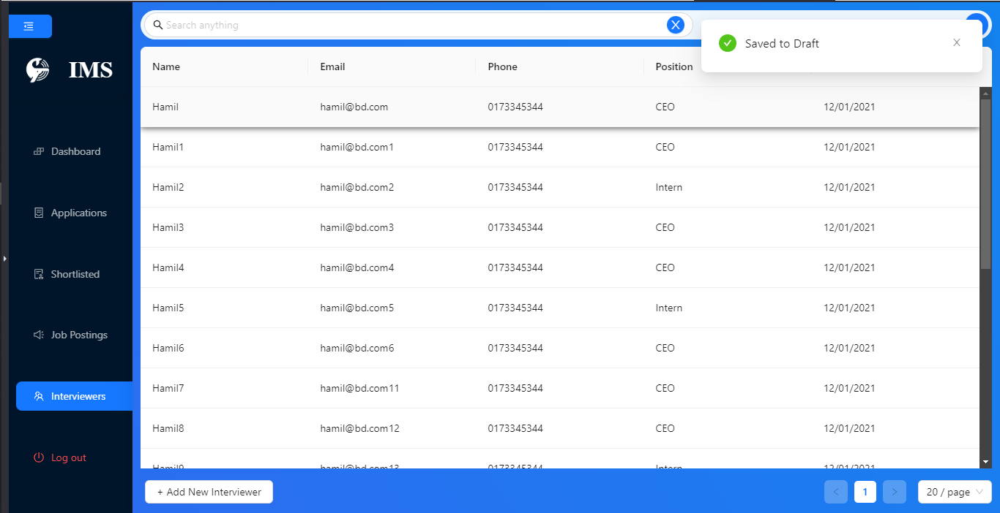 Search anything
X
Saved to Draft
IMS
Name Email Phone Position
Hamil hamil@bd.com 0173345344 CEO 12/01/2021
Hamil1 hamil@bd.com1 0173345344 CEO 12/01/2021
Dashboard
Hamil2 hamil@bd.com2 0173345344 Intern 12/01/2021
Applications
Hamil3 hamil@bd.com3 0173345344 CEO 12/01/2021
Hamil4 hamil@bd.com4 0173345344 CEO 12/01/2021
Shortlisted
Hamil5 hamil@bd.com5 0173345344 Intern 12/01/2021
Job Postings
Hamil6 hamil@bd.com6 0173345344 CEO 12/01/2021
Hamil7 hamil@bd.com11 0173345344 CEO 12/01/2021
Interviewers
Hamil8 hamil@bd.com12 0173345344 CEO 12/01/2021
Log out
Hamil9 hamil@bd.com13 0173345344 Intern 12/01/2021
+ Add New Interviewer
< 1 > 20 / page